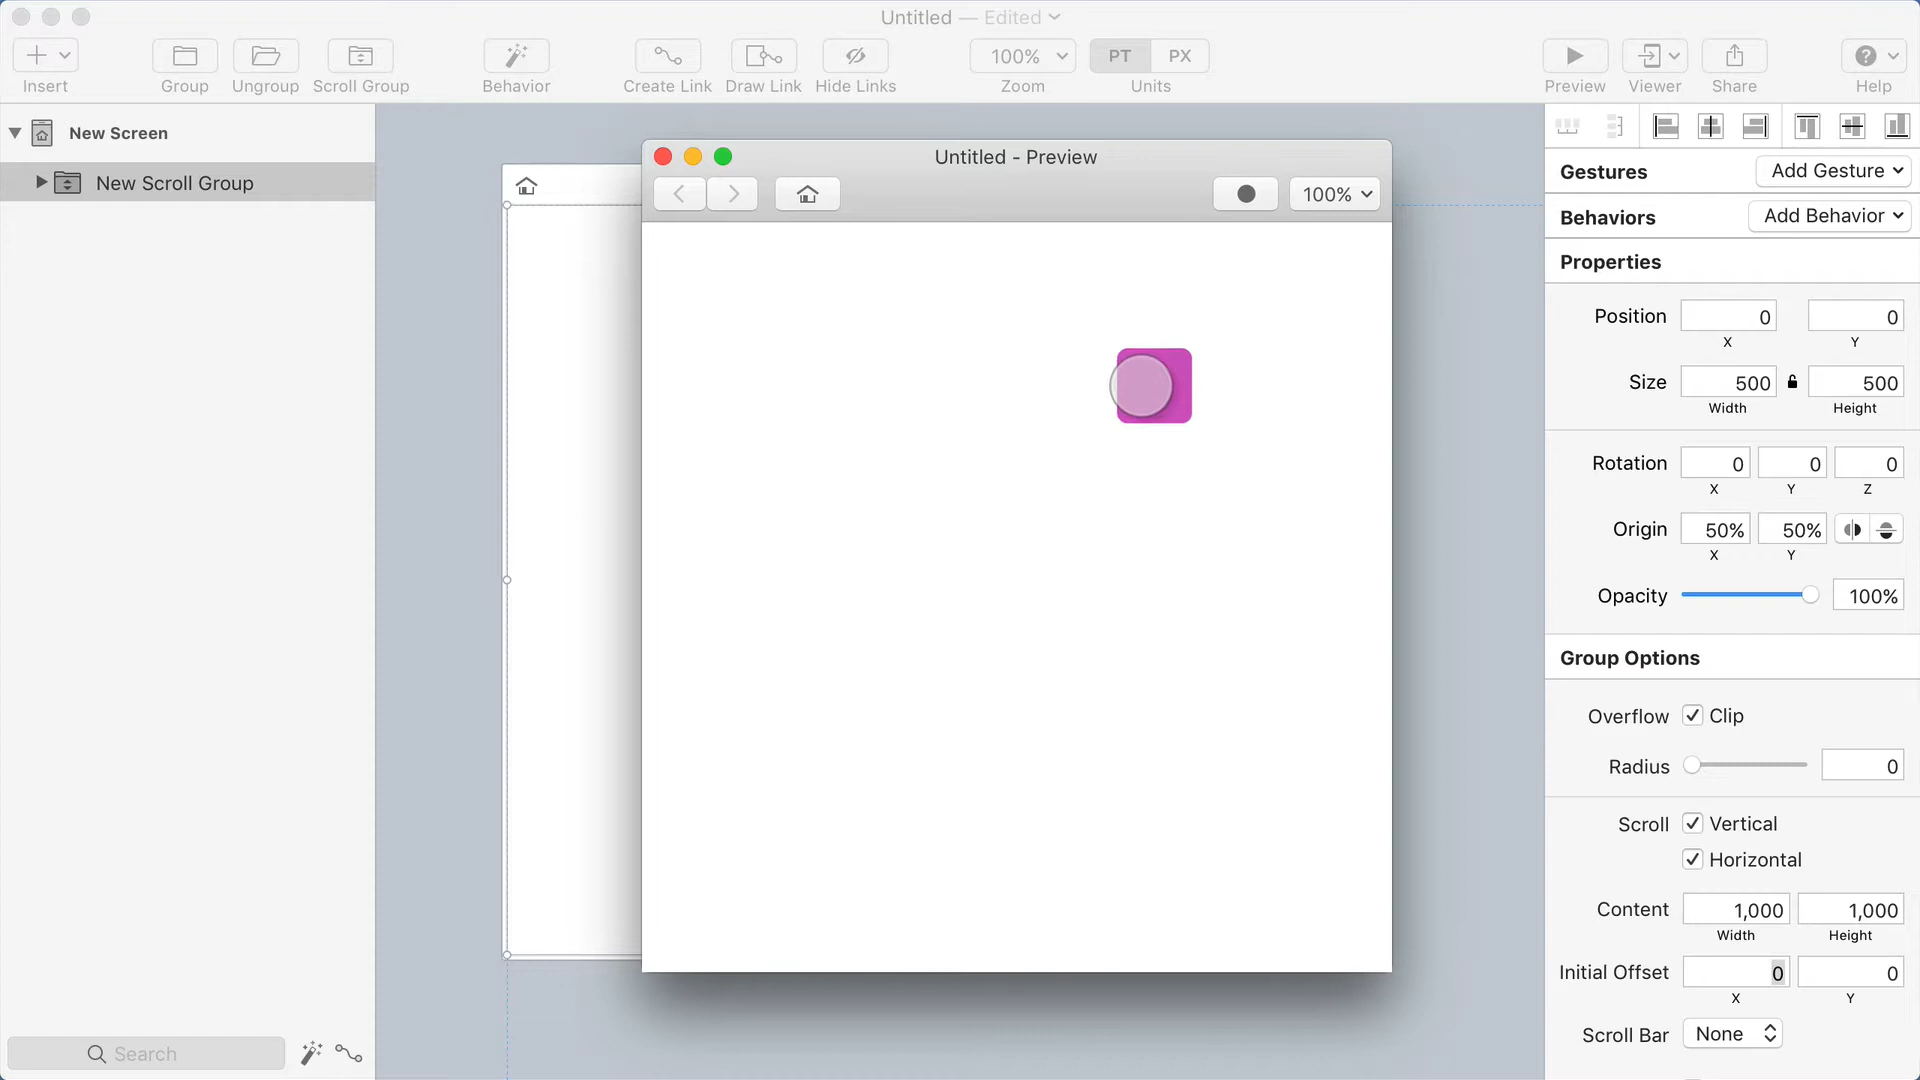 Untitled — Edited
Insert
Group
Ungroup
Scroll Group
Behavior
Create Link
Draw Link
Hide Links
100%
Zoom
PT
PX
Units
Preview
Viewer
Share
Help
New Screen
New Scroll Group
Search
Untitled - Preview
100%
Gestures
Add Gesture
Behaviors
Add Behavior
Properties
Position 0 0
X Y
Size 500 500
Width Height
Rotation 0 0 0
X Y Z
Origin 50% 50%
X Y
Opacity 100%
Group Options
Overflow Clip
Radius 0
Scroll Vertical
Horizontal
Content 1,000 1,000
Width Height
Initial Offset 0 0
X Y
Scroll Bar None